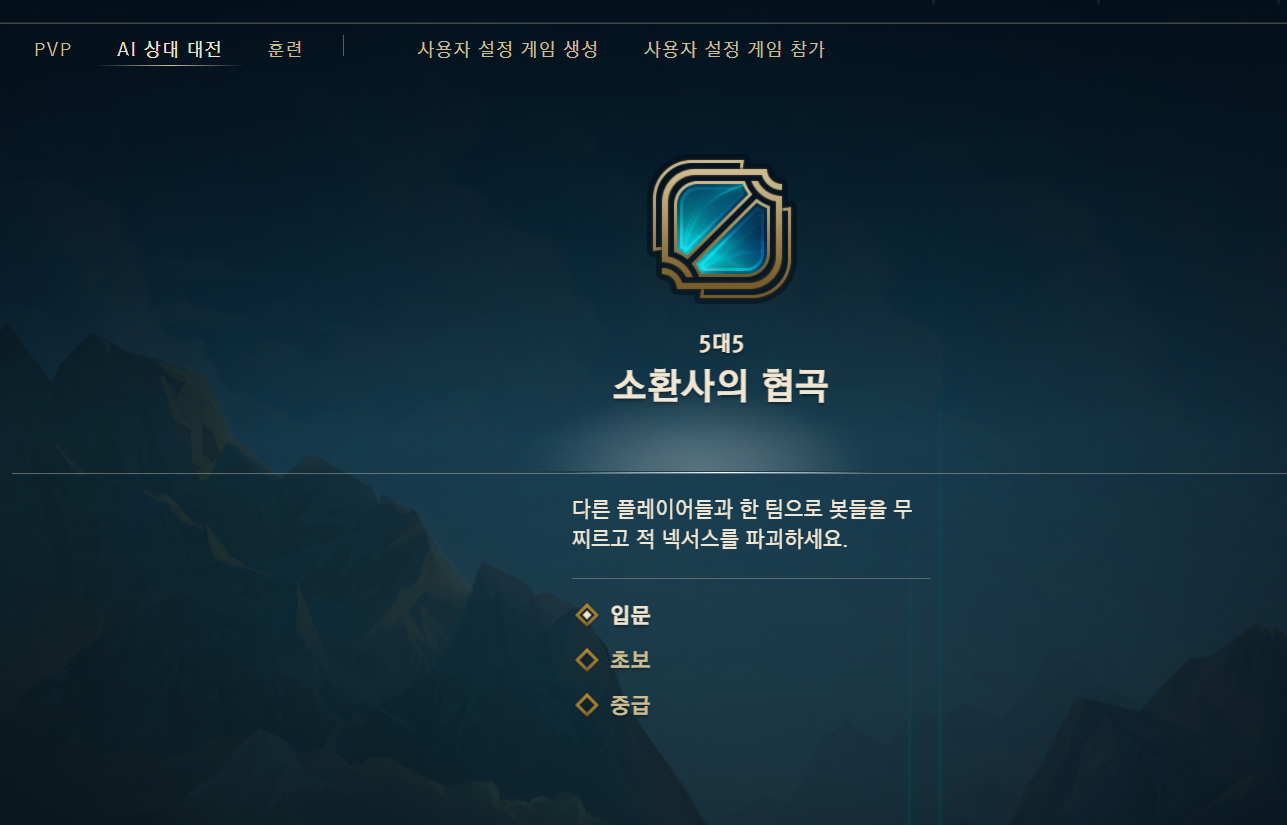 PVP AI 상대 대전 훈련 사용자 설정 게임 생성 사용자 설정 게임 참가
5대5
소환사의 협곡
다른 플레이어들과 한 팀으로 봇들을 무
찌르고 적 넥서스를 파괴하세요.
입문
초보
중급